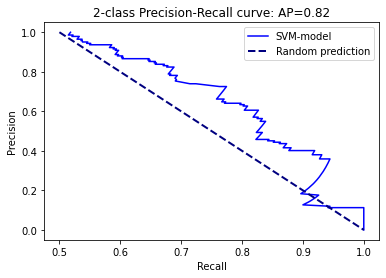 2-class Precision-Recall curve: AP=0.82
SVM-model
Random prediction
Precision
1.0
0.8
0.6
0.4
0.2
0.0
0.5
0.6
0.7
0.8
0.9
1.0
Recall